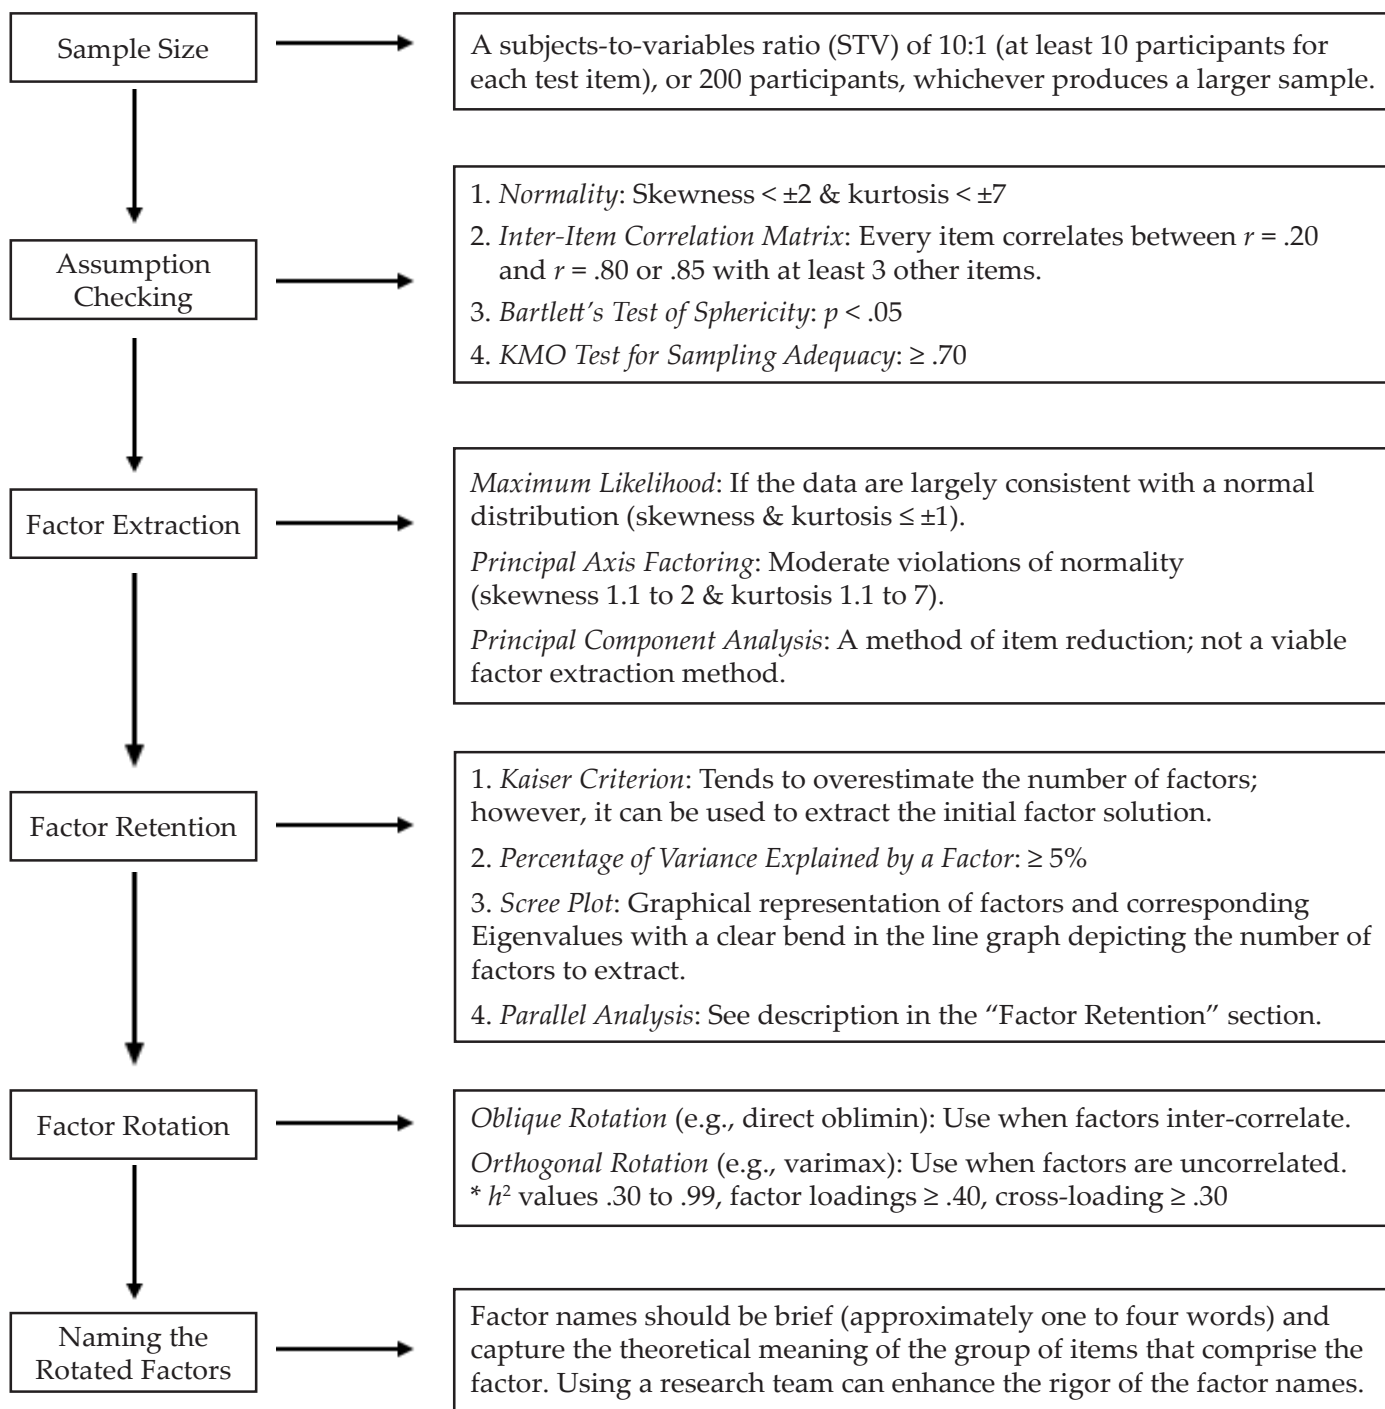 Sample Size
A subjects-to-variables ratio (STV) of 10:1 (at least 10 participants for
each test item), or 200 participants, whichever produces a larger sample.
Assumption
Checking
1. Normality: Skewness < ±2 & kurtosis < ±7
2. Inter-Item Correlation Matrix: Every item correlates between r = .20
and r = .80 or .85 with at least 3 other items.
3. Bartlett’s Test of Sphericity: p < .05
4. KMO Test for Sampling Adequacy: ≥ .70
Factor Extraction
Maximum Likelihood: If the data are largely consistent with a normal
distribution (skewness & kurtosis ≤ ±1).
Principal Axis Factoring: Moderate violations of normality
(skewness 1.1 to 2 & kurtosis 1.1 to 7).
Principal Component Analysis: A method of item reduction; not a viable
factor extraction method.
Factor Retention
1. Kaiser Criterion: Tends to overestimate the number of factors;
however, it can be used to extract the initial factor solution.
2. Percentage of Variance Explained by a Factor: ≥ 5%
3. Scree Plot: Graphical representation of factors and corresponding
Eigenvalues with a clear bend in the line graph depicting the number of
factors to extract.
4. Parallel Analysis: See description in the “Factor Retention” section.
Factor Rotation
Oblique Rotation (e.g., direct oblimin): Use when factors inter-correlate.
Orthogonal Rotation (e.g., varimax): Use when factors are uncorrelated.
* h² values .30 to .99, factor loadings ≥ .40, cross-loading ≥ .30
Naming the
Rotated Factors
Factor names should be brief (approximately one to four words) and
capture the theoretical meaning of the group of items that comprise the
factor. Using a research team can enhance the rigor of the factor names.